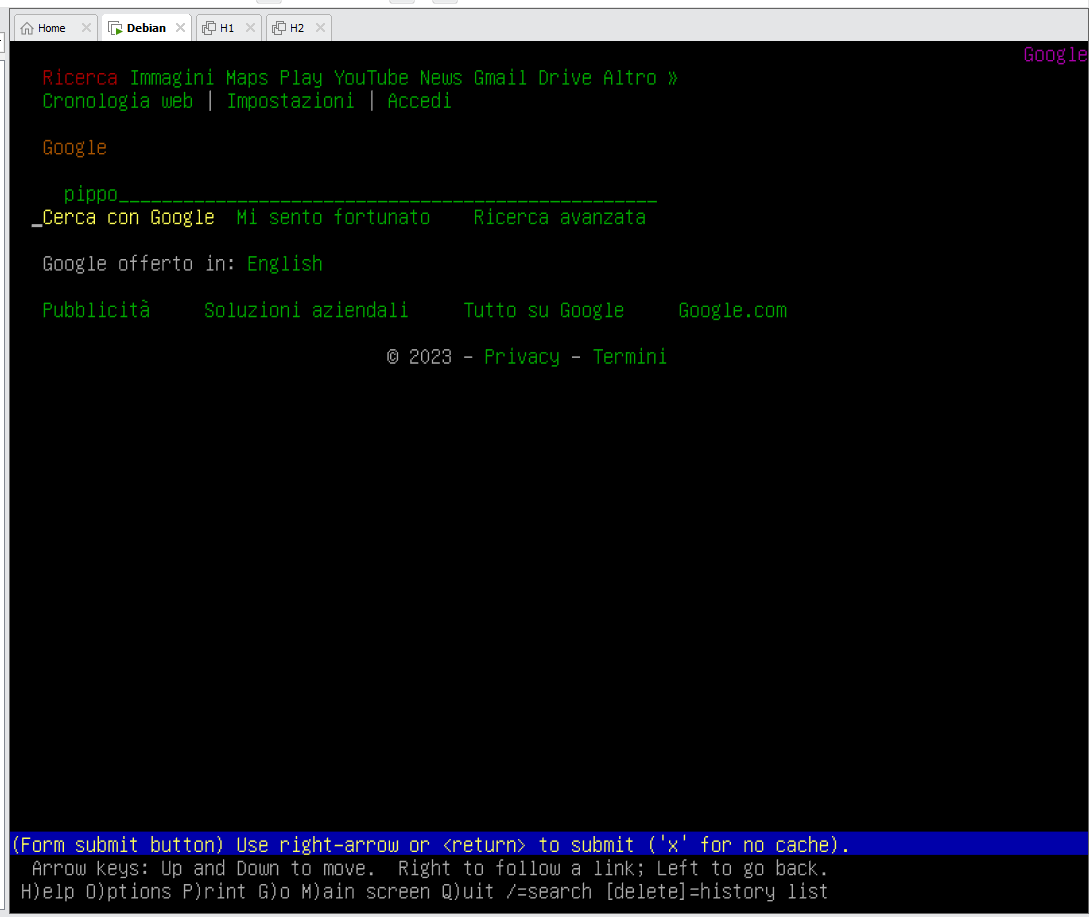 Home Debian H1 H2
Google
Ricerca Immagini Maps Play YouTube News Gmail Drive Altro »
Cronologia web | Impostazioni | Accedi
Google
pippo__________________________________________________
Cerca con Google Mi sento fortunato Ricerca avanzata
Google offerto in: English
Pubblicità Soluzioni aziendali Tutto su Google Google.com
© 2023 - Privacy - Termini
(Form submit button) Use right-arrow or <return> to submit ('x' for no cache).
Arrow keys: Up and Down to move. Right to follow a link; Left to go back.
H)elp O)ptions P)rint G)o M)ain screen Q)uit /=search [delete]=history list